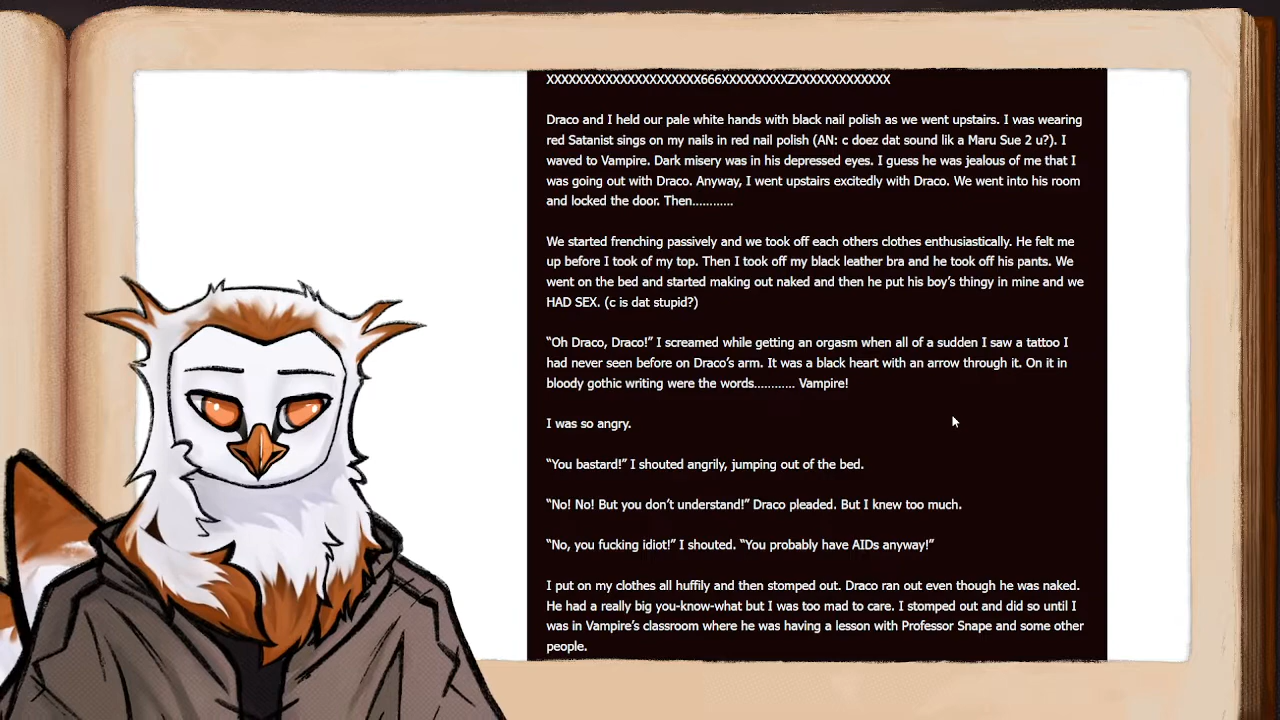 XXXXXXXXXXXXXXXXXXXXX666XXXXXXXXXZXXXXXXXXXXXXX
Draco and I held our pale white hands with black nail polish as we went upstairs. I was wearing
red Satanist sings on my nails in red nail polish (AN: c doez dat sound lik a Maru Sue 2 u?). I
waved to Vampire. Dark misery was in his depressed eyes. I guess he was jealous of me that I
was going out with Draco. Anyway, I went upstairs excitedly with Draco. We went into his room
and locked the door. Then…………
We started frenching passively and we took off each others clothes enthusiastically. He felt me
up before I took of my top. Then I took off my black leather bra and he took off his pants. We
went on the bed and started making out naked and then he put his boy’s thingy in mine and we
HAD SEX. (c is dat stupid?)
“Oh Draco, Draco!” I screamed while getting an orgasm when all of a sudden I saw a tattoo I
had never seen before on Draco’s arm. It was a black heart with an arrow through it. On it in
bloody gothic writing were the words………… Vampire!
I was so angry.
“You bastard!” I shouted angrily, jumping out of the bed.
“No! No! But you don’t understand!” Draco pleaded. But I knew too much.
“No, you fucking idiot!” I shouted. “You probably have AIDs anyway!”
I put on my clothes all huffily and then stomped out. Draco ran out even though he was naked.
He had a really big you-know-what but I was too mad to care. I stomped out and did so until I
was in Vampire’s classroom where he was having a lesson with Professor Snape and some other
people.